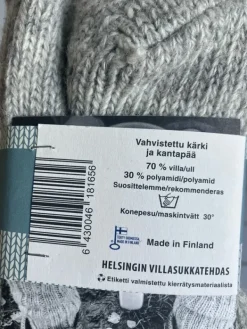 Vahvistettu kärki
ja kantapää
70 % villa/ull
30 % polyamidi/polyamid
Suosittelemme/rekommenderas
Konepesu/maskintvätt 30°
Made in Finland
HELSINGIN VILLASUKKATEHDAS
Etiketti valmistettu kierrätysmateriaalista
6 430046 181656